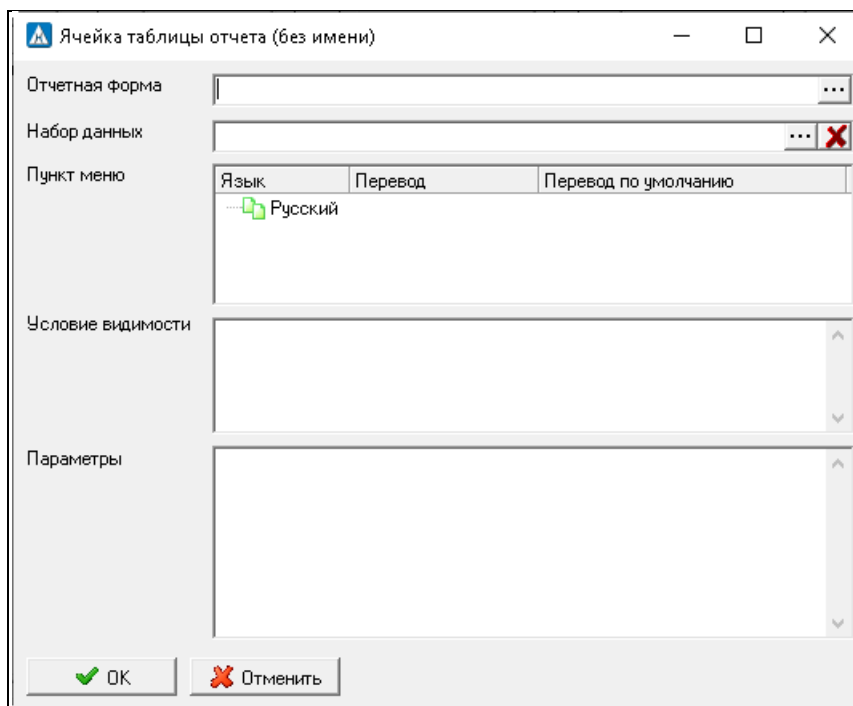 Ячейка таблицы отчета (без имени)
Отчетная форма
...
Набор данных
...
Пункт меню
Язык Перевод Перевод по умолчанию
Русский
Условие видимости
Параметры
OK Отменить